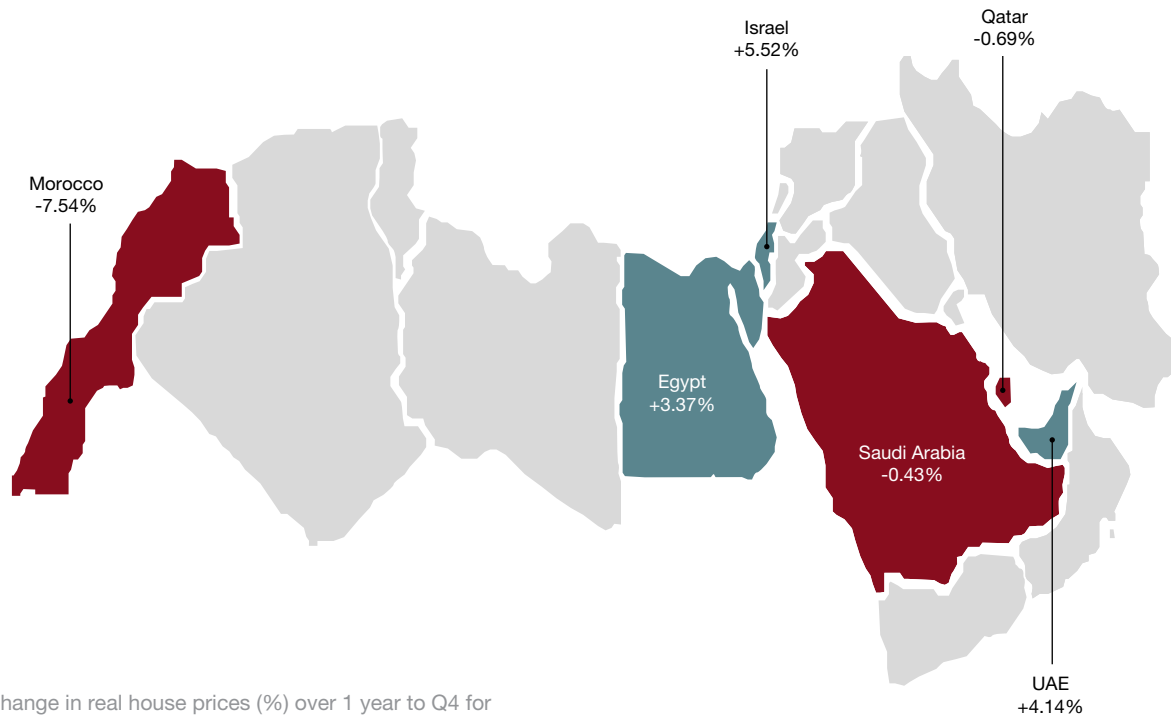 Israel
+5.52%
Qatar
-0.69%
Morocco
-7.54%
Egypt
+3.37%
Saudi Arabia
-0.43%
UAE
+4.14%
hange in real house prices (%) over 1 year to Q4 for